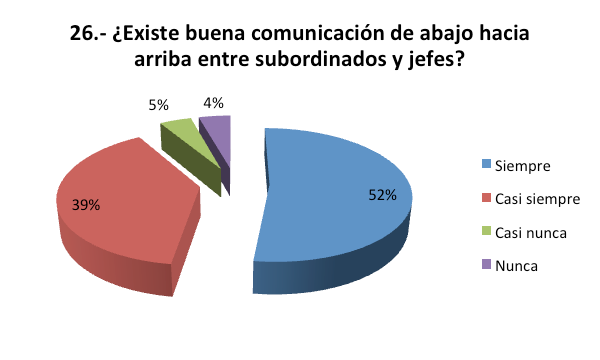 26.- ¿Existe buena comunicación de abajo hacia
arriba entre subordinados y jefes?
5%
4%
39%
52%
Siempre
Casi siempre
Casi nunca
Nunca